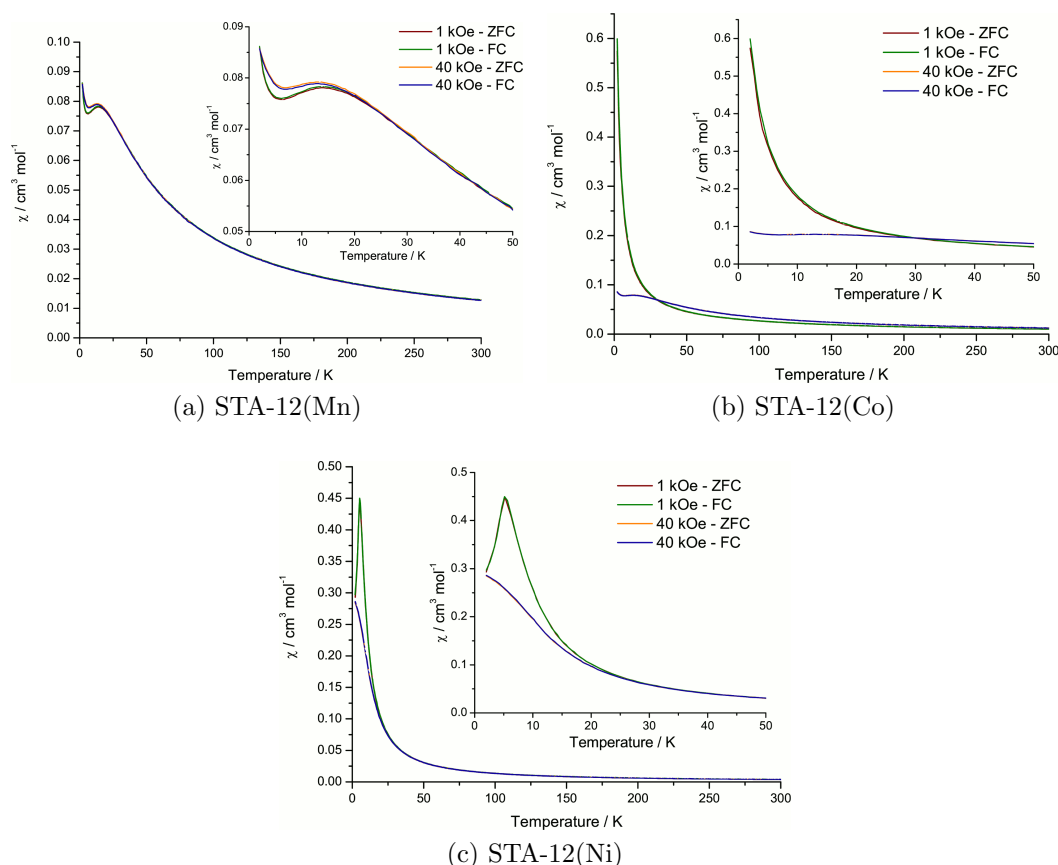 0.10
0.09
0.08
0.07
0.06
0.05
0.04
0.03
0.02
0.01
0.00
χ / cm³ mol⁻¹
0 50 100 150 200 250 300
Temperature / K
0.09
0.08
0.07
0.06
0.05
χ / cm³ mol⁻¹
0 10 20 30 40 50
Temperature / K
1 kOe - ZFC
1 kOe - FC
40 kOe - ZFC
40 kOe - FC
(a) STA-12(Mn)
0.6
0.5
0.4
0.3
0.2
0.1
0.0
χ / cm³ mol⁻¹
0 50 100 150 200 250 300
Temperature / K
0.6
0.5
0.4
0.3
0.2
0.1
0.0
χ / cm³ mol⁻¹
0 10 20 30 40 50
Temperature / K
1 kOe - ZFC
1 kOe - FC
40 kOe - ZFC
40 kOe - FC
(b) STA-12(Co)
0.50
0.45
0.40
0.35
0.30
0.25
0.20
0.15
0.10
0.05
0.00
χ / cm³ mol⁻¹
0 50 100 150 200 250 300
Temperature / K
0.5
0.4
0.3
0.2
0.1
0.0
χ / cm³ mol⁻¹
0 10 20 30 40 50
Temperature / K
1 kOe - ZFC
1 kOe - FC
40 kOe - ZFC
40 kOe - FC
(c) STA-12(Ni)